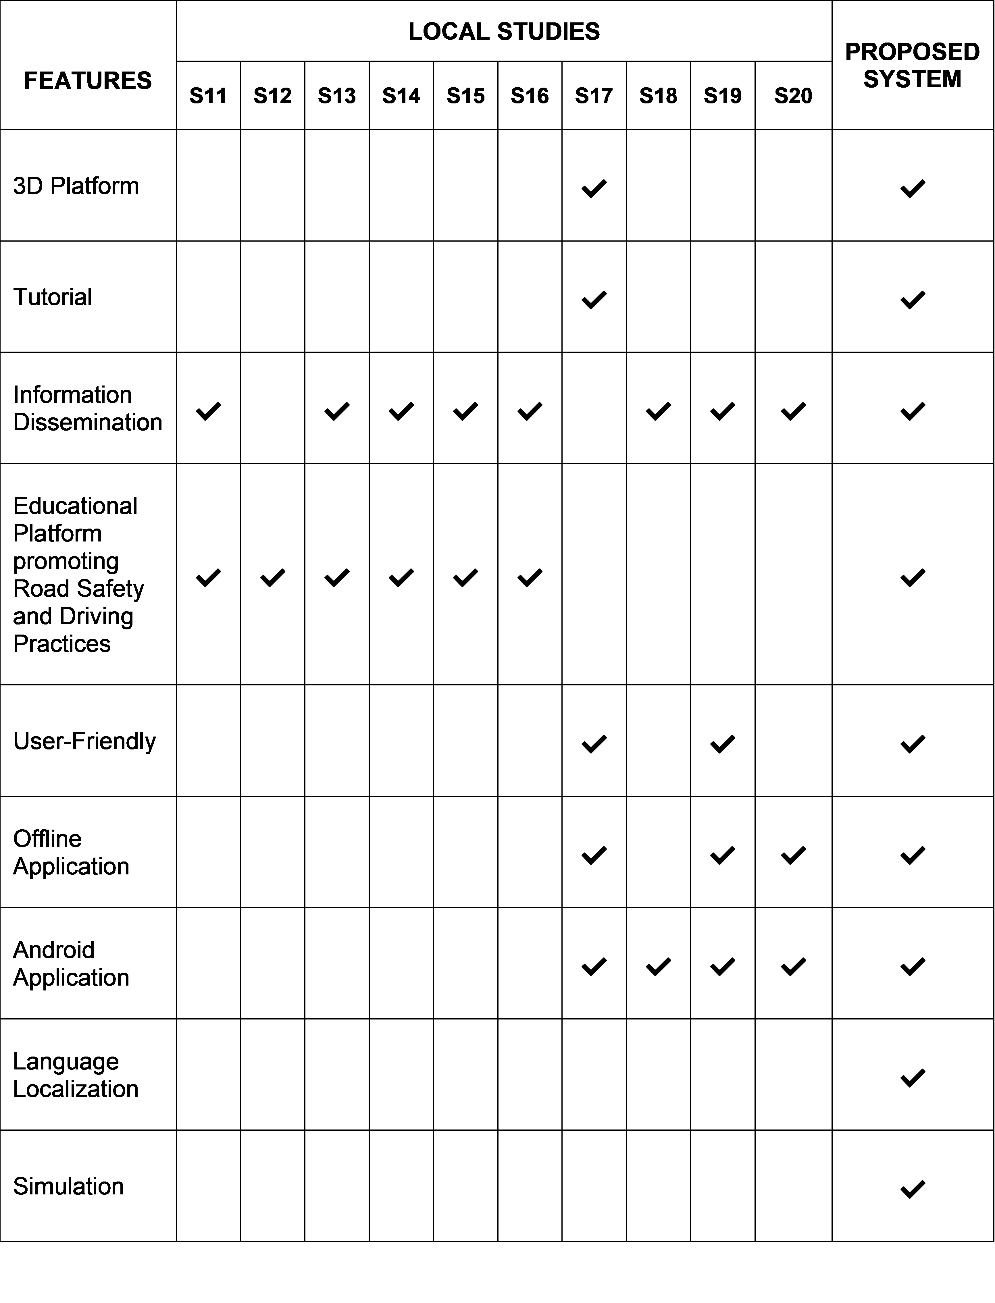 FEATURES
LOCAL STUDIES
PROPOSED
SYSTEM
S11 S12 S13 S14 S15 S16 S17 S18 S19 S20
3D Platform ✓ ✓
Tutorial ✓ ✓
Information
Dissemination ✓ ✓ ✓ ✓ ✓ ✓ ✓ ✓ ✓
Educational
Platform
promoting
Road Safety ✓ ✓ ✓ ✓ ✓ ✓ ✓
and Driving
Practices
User-Friendly ✓ ✓ ✓
Offline
Application ✓ ✓ ✓ ✓
Android
Application ✓ ✓ ✓ ✓ ✓
Language
Localization ✓
Simulation ✓